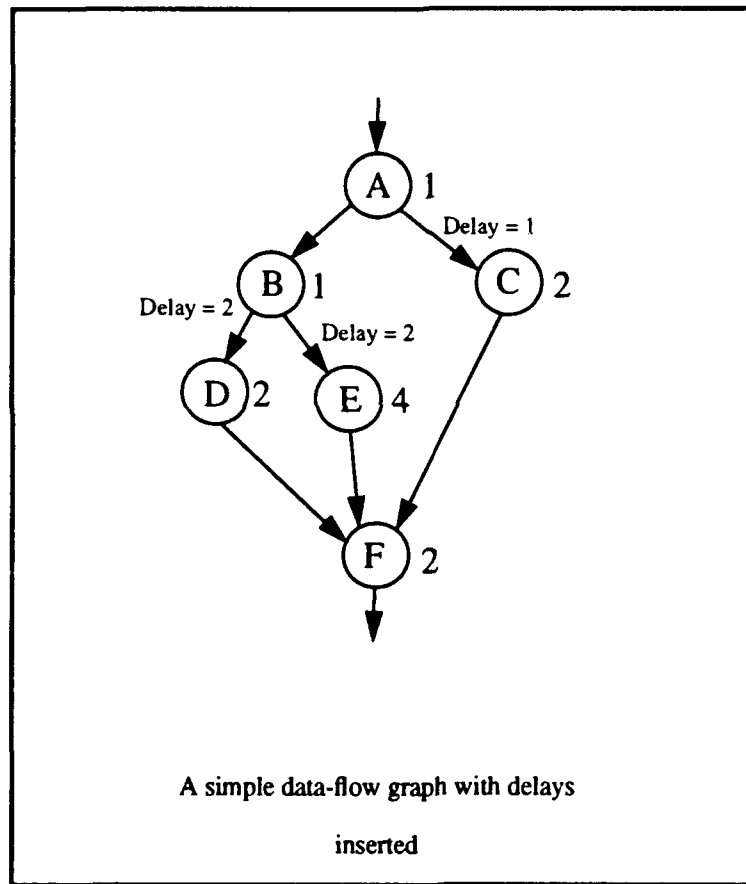 A 1
Delay = 1
B 1
C 2
Delay = 2
Delay = 2
D 2
E 4
F 2
A simple data-flow graph with delays
inserted